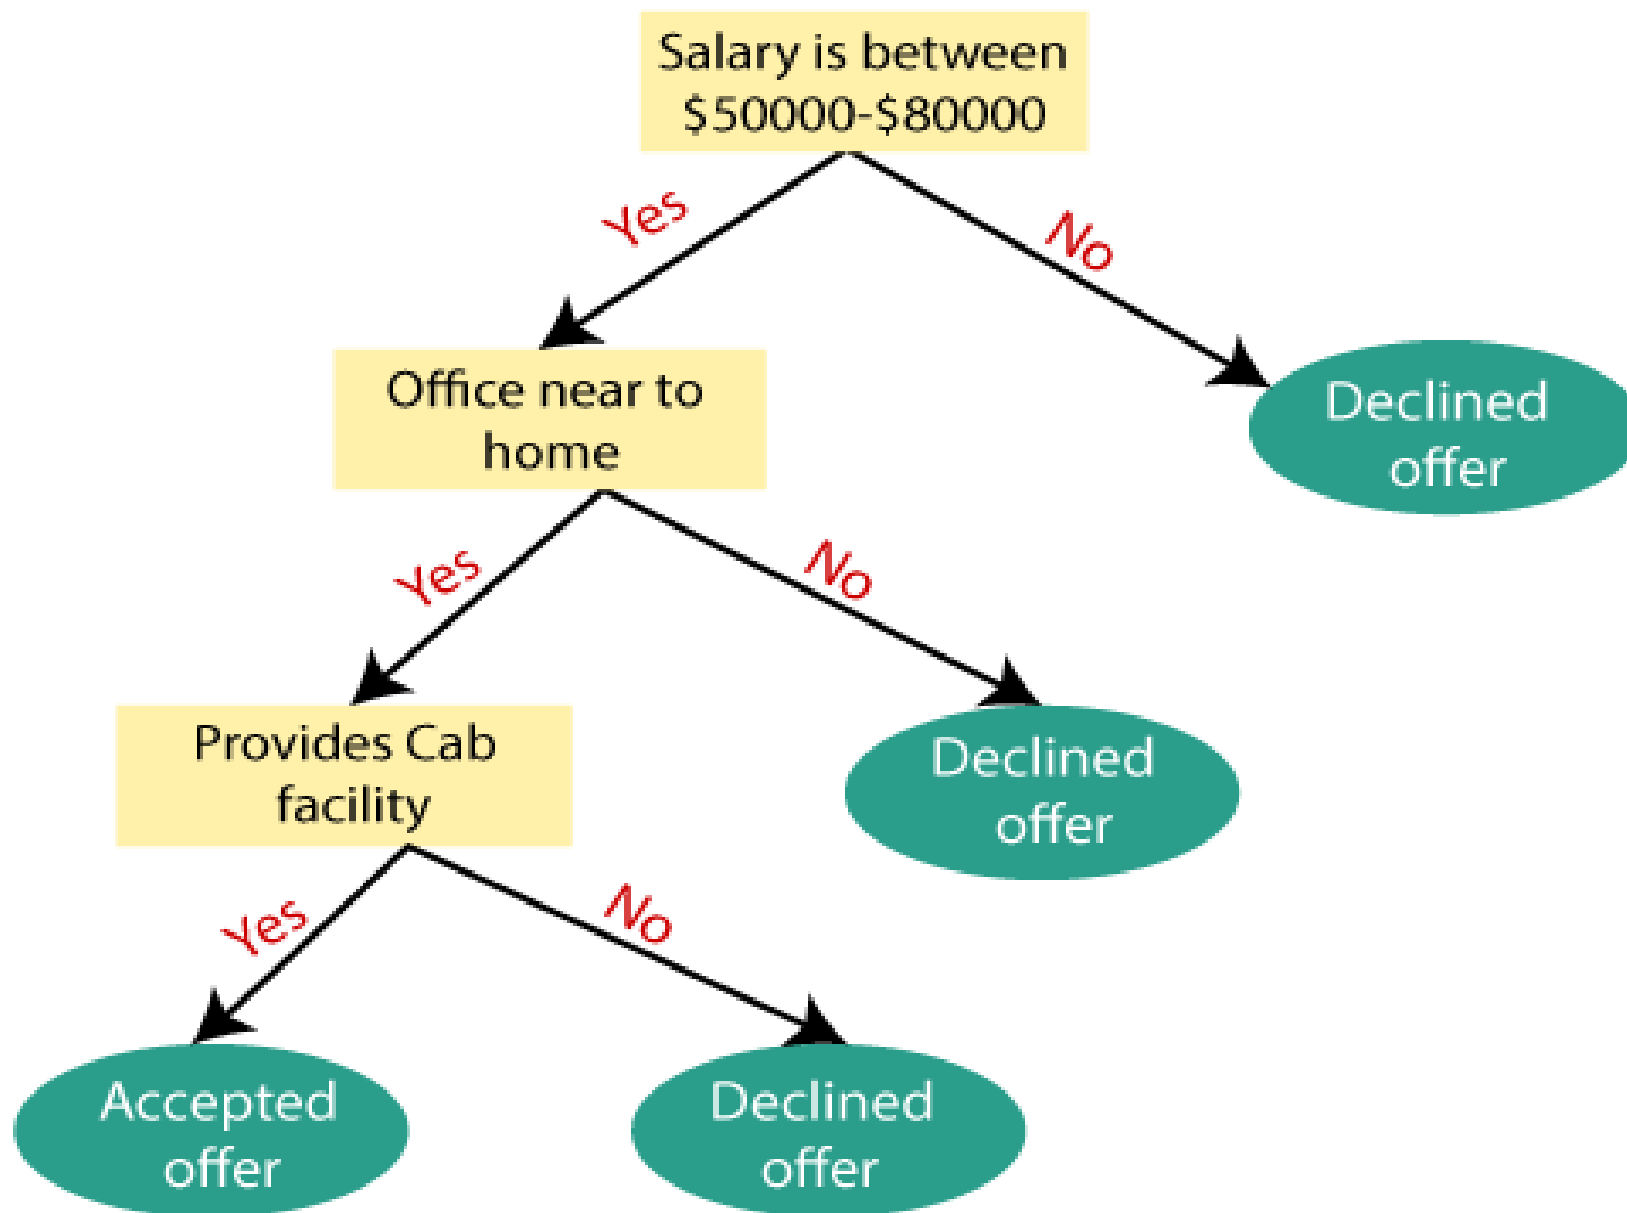 Salary is between
$50000-$80000
Yes
No
Office near to
home
Declined
offer
Yes
No
Provides Cab
facility
Declined
offer
Yes
No
Accepted
offer
Declined
offer